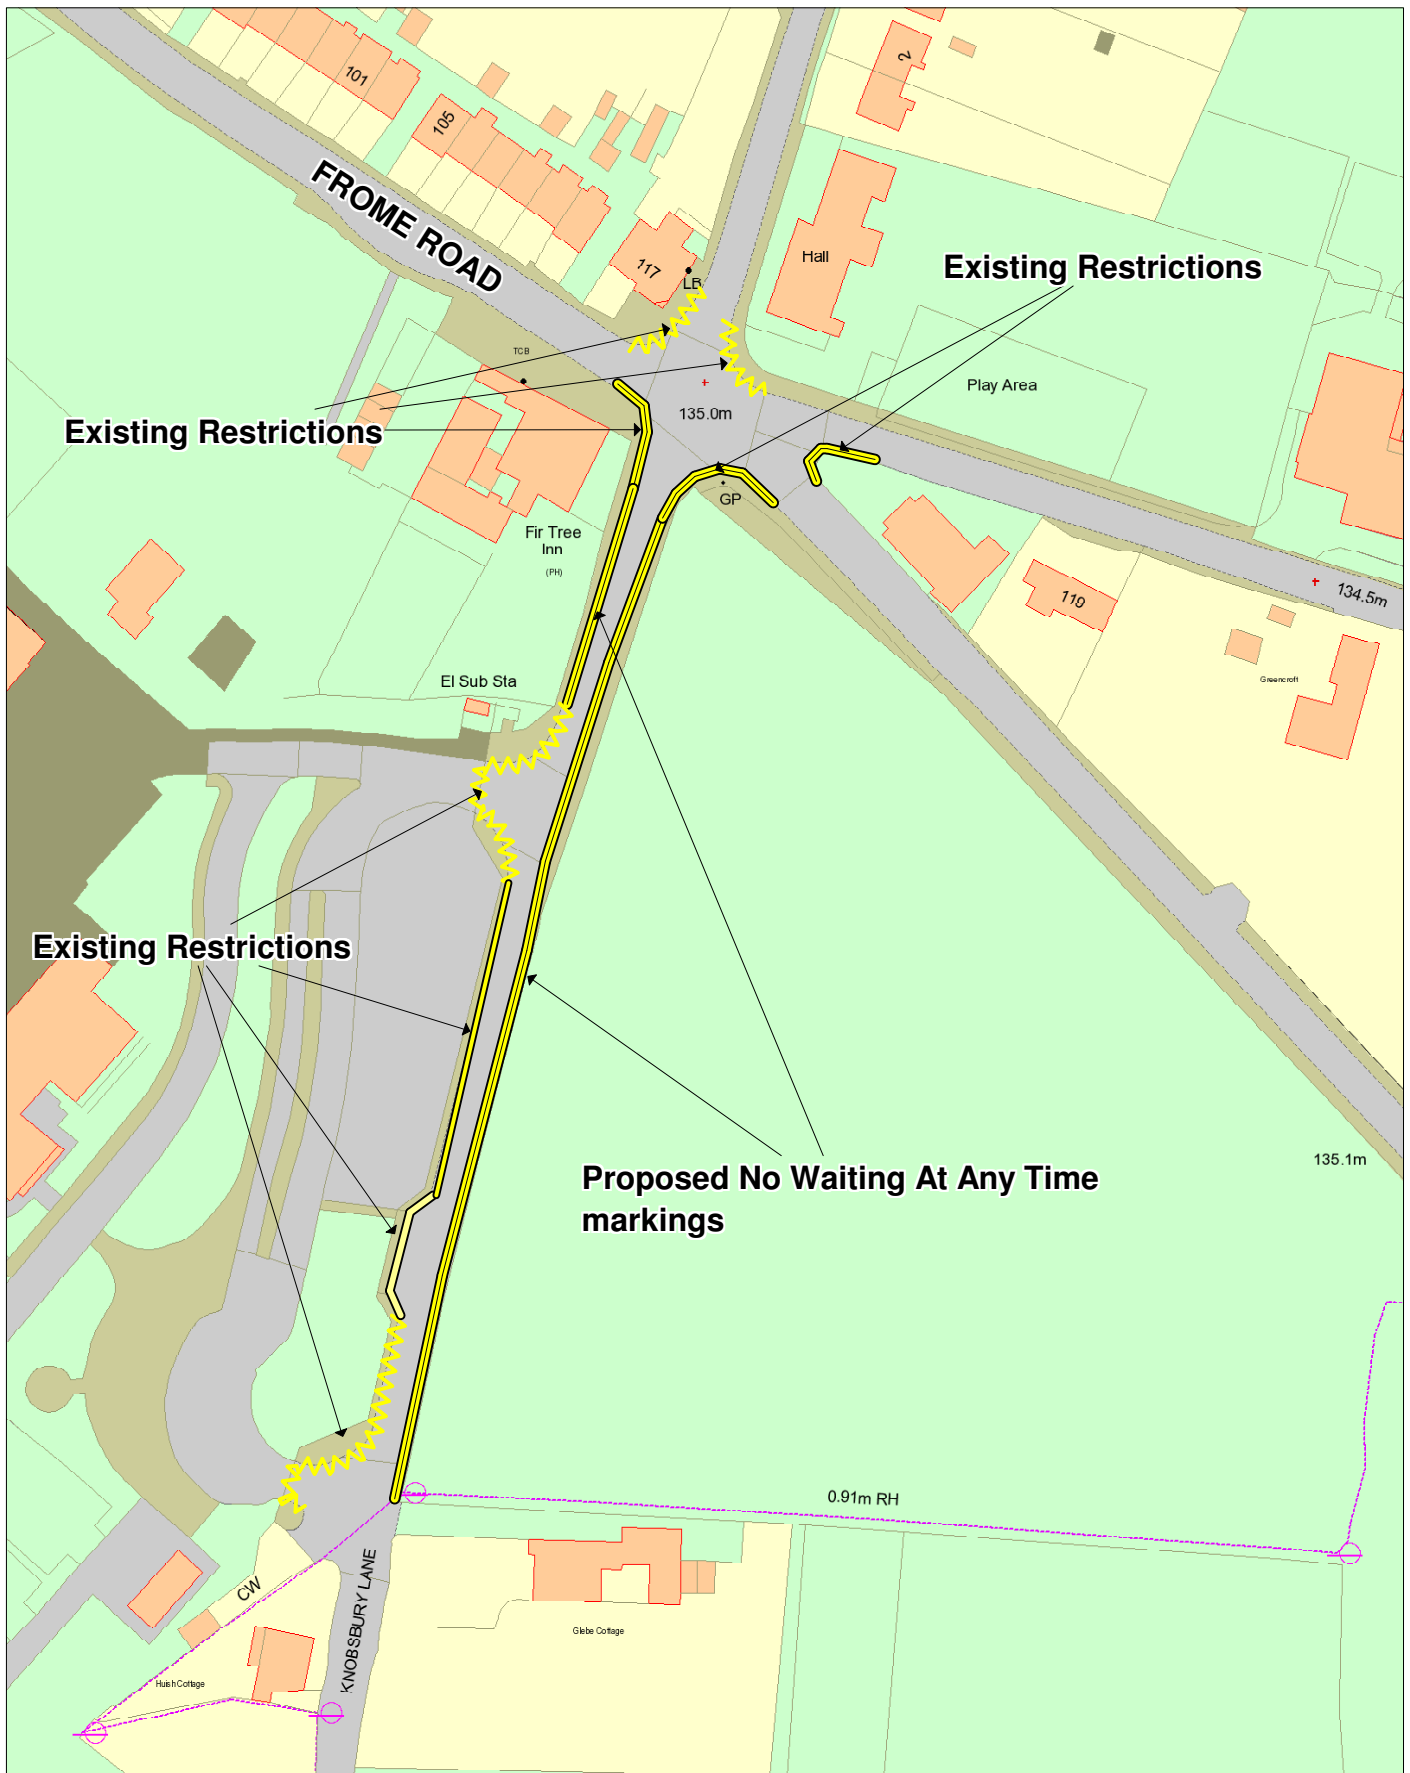 2
101
105
FROME ROAD
117
LB
Hall
Existing Restrictions
TCB
Play Area
135.0m
Existing Restrictions
GP
Fir Tree
Inn
(PH)
119
134.5m
El Sub Sta
Greencroft
Existing Restrictions
135.1m
Proposed No Waiting At Any Time
markings
0.91m RH
CW
KNOBSBURY LANE
Glebe Cottage
Huish Cottage